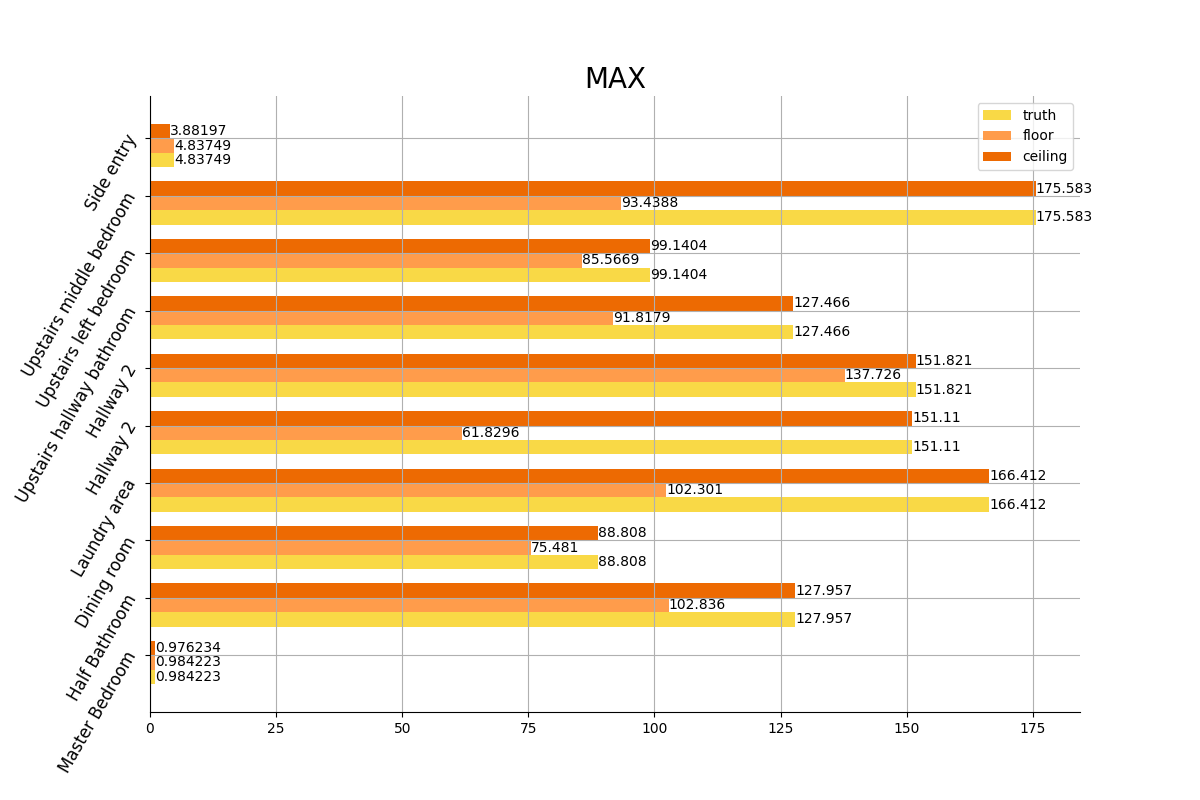 MAX
truth
floor
ceiling
Side entry
3.88197
4.83749
4.83749
Upstairs middle bedroom
175.583
93.4388
175.583
Upstairs left bedroom
99.1404
85.5669
99.1404
Upstairs hallway bathroom
127.466
91.8179
127.466
Hallway 2
151.821
137.726
151.821
Hallway 2
151.11
61.8296
151.11
Laundry area
166.412
102.301
166.412
Dining room
88.808
75.481
88.808
Half Bathroom
127.957
102.836
127.957
Master Bedroom
0.976234
0.984223
0.984223
0 25 50 75 100 125 150 175